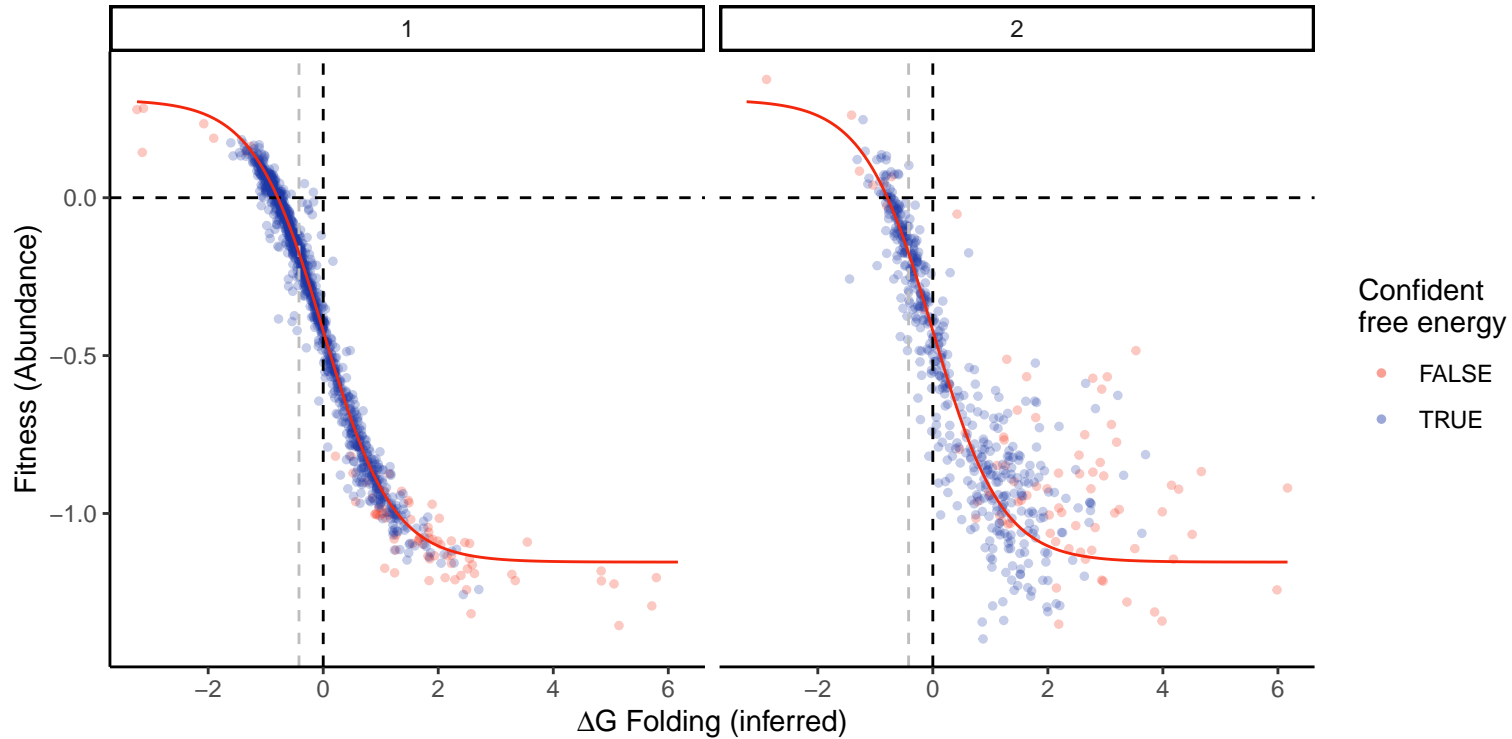 1
2
0.0
−0.5
−1.0
Fitness (Abundance)
−2
0
2
4
6
−2
0
2
4
6
ΔG Folding (inferred)
Confident
free energy
FALSE
TRUE